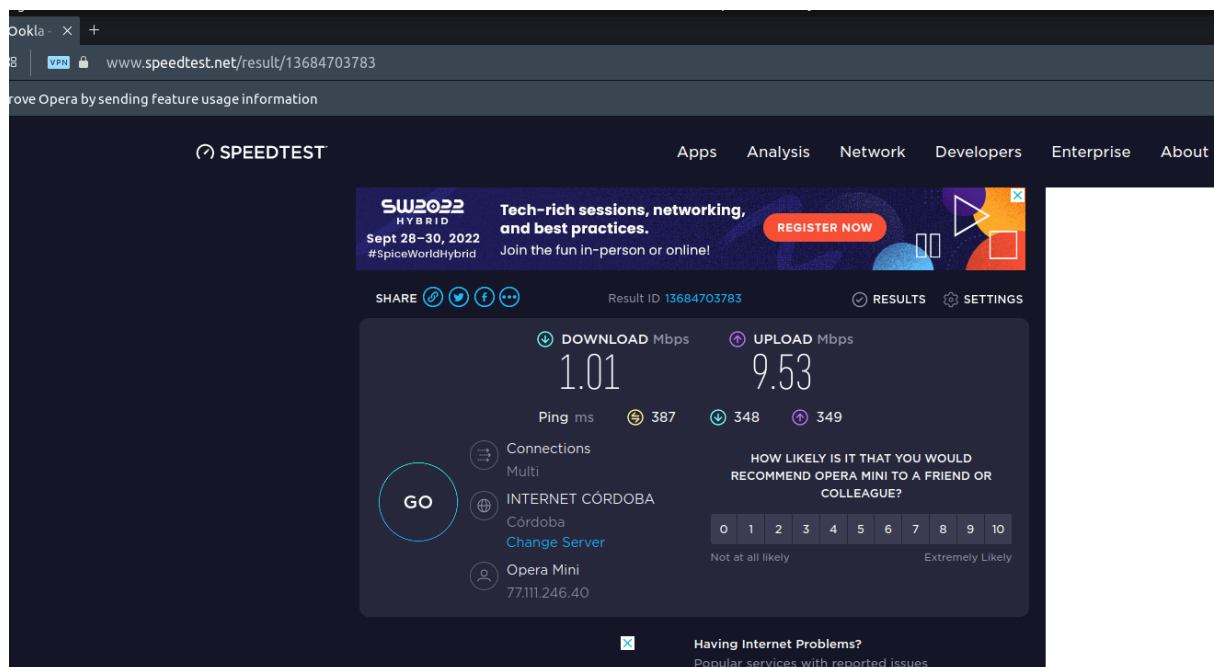 Ookla - × +
VPN www.speedtest.net/result/13684703783
rove Opera by sending feature usage information
SPEEDTEST Apps Analysis Network Developers Enterprise About
SW2022
HYBRID
Sept 28–30, 2022
#SpiceWorldHybrid
Tech-rich sessions, networking,
and best practices.
Join the fun in-person or online!
REGISTER NOW
SHARE Result ID 13684703783 RESULTS SETTINGS
DOWNLOAD Mbps UPLOAD Mbps
1.01 9.53
Ping ms 387 348 349
GO
Connections
Multi
INTERNET CÓRDOBA
Córdoba
Change Server
Opera Mini
77.111.246.40
HOW LIKELY IS IT THAT YOU WOULD
RECOMMEND OPERA MINI TO A FRIEND OR
COLLEAGUE?
0 1 2 3 4 5 6 7 8 9 10
Not at all likely Extremely Likely
Having Internet Problems?
Popular services with reported issues